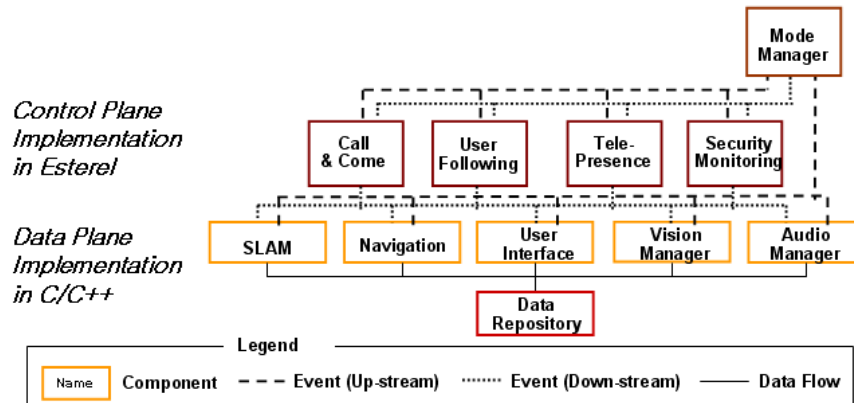 Mode
Manager
Control Plane
Implementation
in Esterel
Call
& Come
User
Following
Tele-
Presence
Security
Monitoring
Data Plane
Implementation
in C/C++
SLAM
Navigation
User
Interface
Vision
Manager
Audio
Manager
Data
Repository
Legend
Name
Component
Event (Up-stream)
Event (Down-stream)
Data Flow